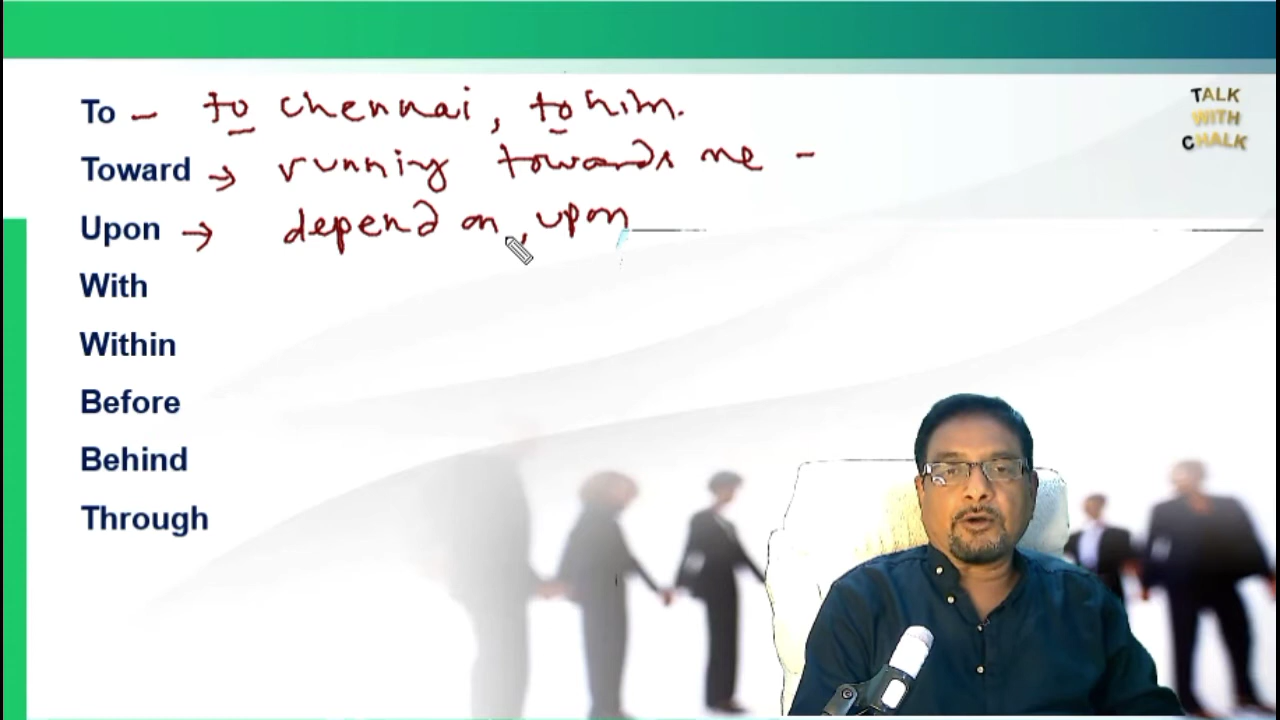 To – to chennai, to him.
Toward → running towards me –
Upon → depend on, upon
With
Within
Before
Behind
Through
TALK
WITH
CHALK